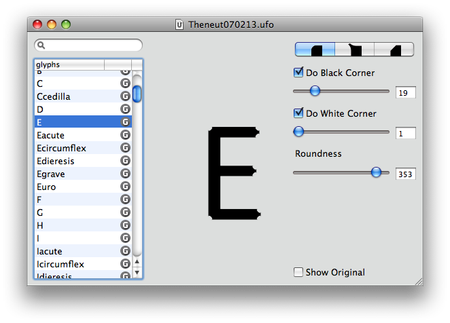 Theneut070213.ufo
glyphs
B
C
Ccedilla
D
E
Eacute
Ecircumflex
Edieresis
Egrave
Euro
F
G
H
I
Iacute
Icircumflex
Idieresis
E
Do Black Corner
19
Do White Corner
1
Roundness
353
Show Original